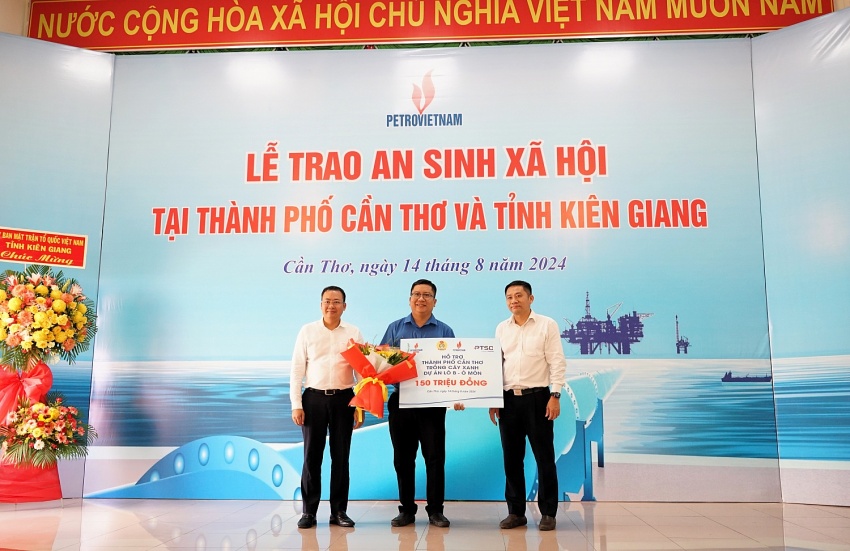 NƯỚC CỘNG HÒA XÃ HỘI CHỦ NGHĨA VIỆT NAM MUÔN NĂM
PETROVIETNAM
LỄ TRAO AN SINH XÃ HỘI
TẠI THÀNH PHỐ CẦN THƠ VÀ TỈNH KIÊN GIANG
Cần Thơ, ngày 14 tháng 8 năm 2024
BAN MẶT TRẬN TỔ QUỐC VIỆT NAM
TỈNH KIÊN GIANG
Chúc Mừng
PTSC
HỖ TRỢ
THÀNH PHỐ CẦN THƠ
TRỒNG CÂY XANH
DỰ ÁN LÔ B - Ô MÔN
150 TRIỆU ĐỒNG